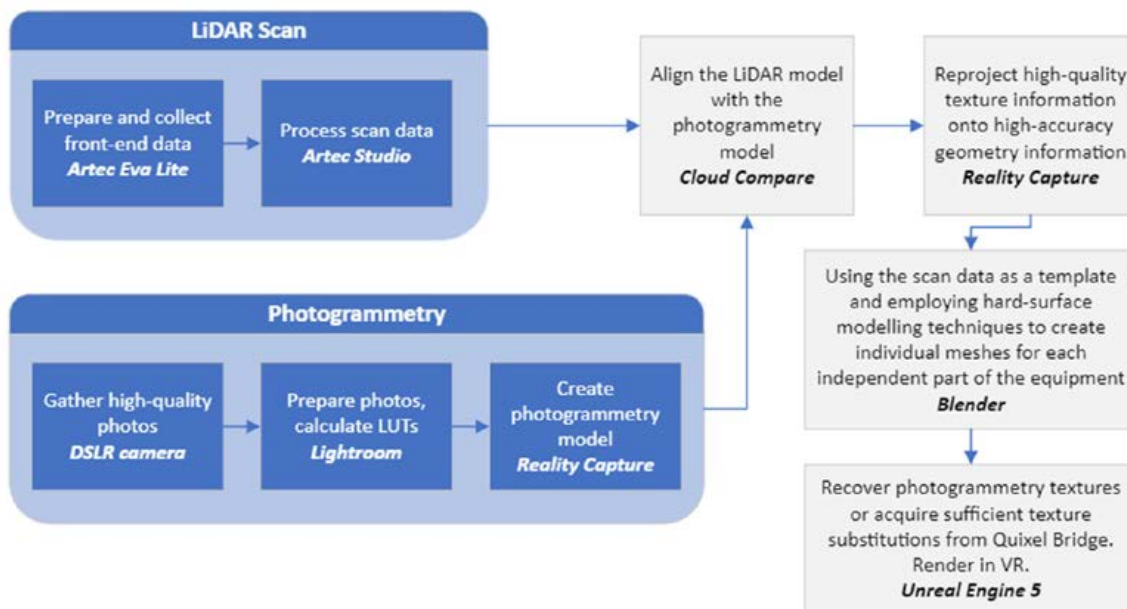 LiDAR Scan
Prepare and collect
front-end data
Artec Eva Lite
Process scan data
Artec Studio
Align the LiDAR model
with the
photogrammetry
model
Cloud Compare
Reproject high-quality
texture information
onto high-accuracy
geometry information
Reality Capture
Photogrammetry
Gather high-quality
photos
DSLR camera
Prepare photos,
calculate LUTs
Lightroom
Create
photogrammetry
model
Reality Capture
Using the scan data as a template
and employing hard-surface
modelling techniques to create
individual meshes for each
independent part of the equipment
Blender
Recover photogrammetry textures
or acquire sufficient texture
substitutions from Quixel Bridge.
Render in VR.
Unreal Engine 5